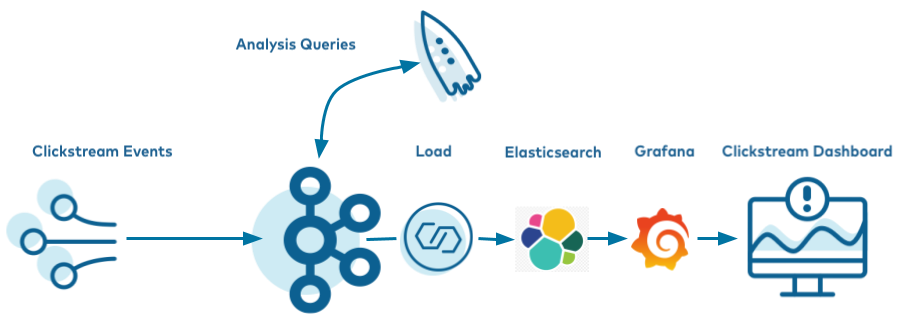 Analysis Queries
Clickstream Events
Load
Elasticsearch
Grafana
Clickstream Dashboard